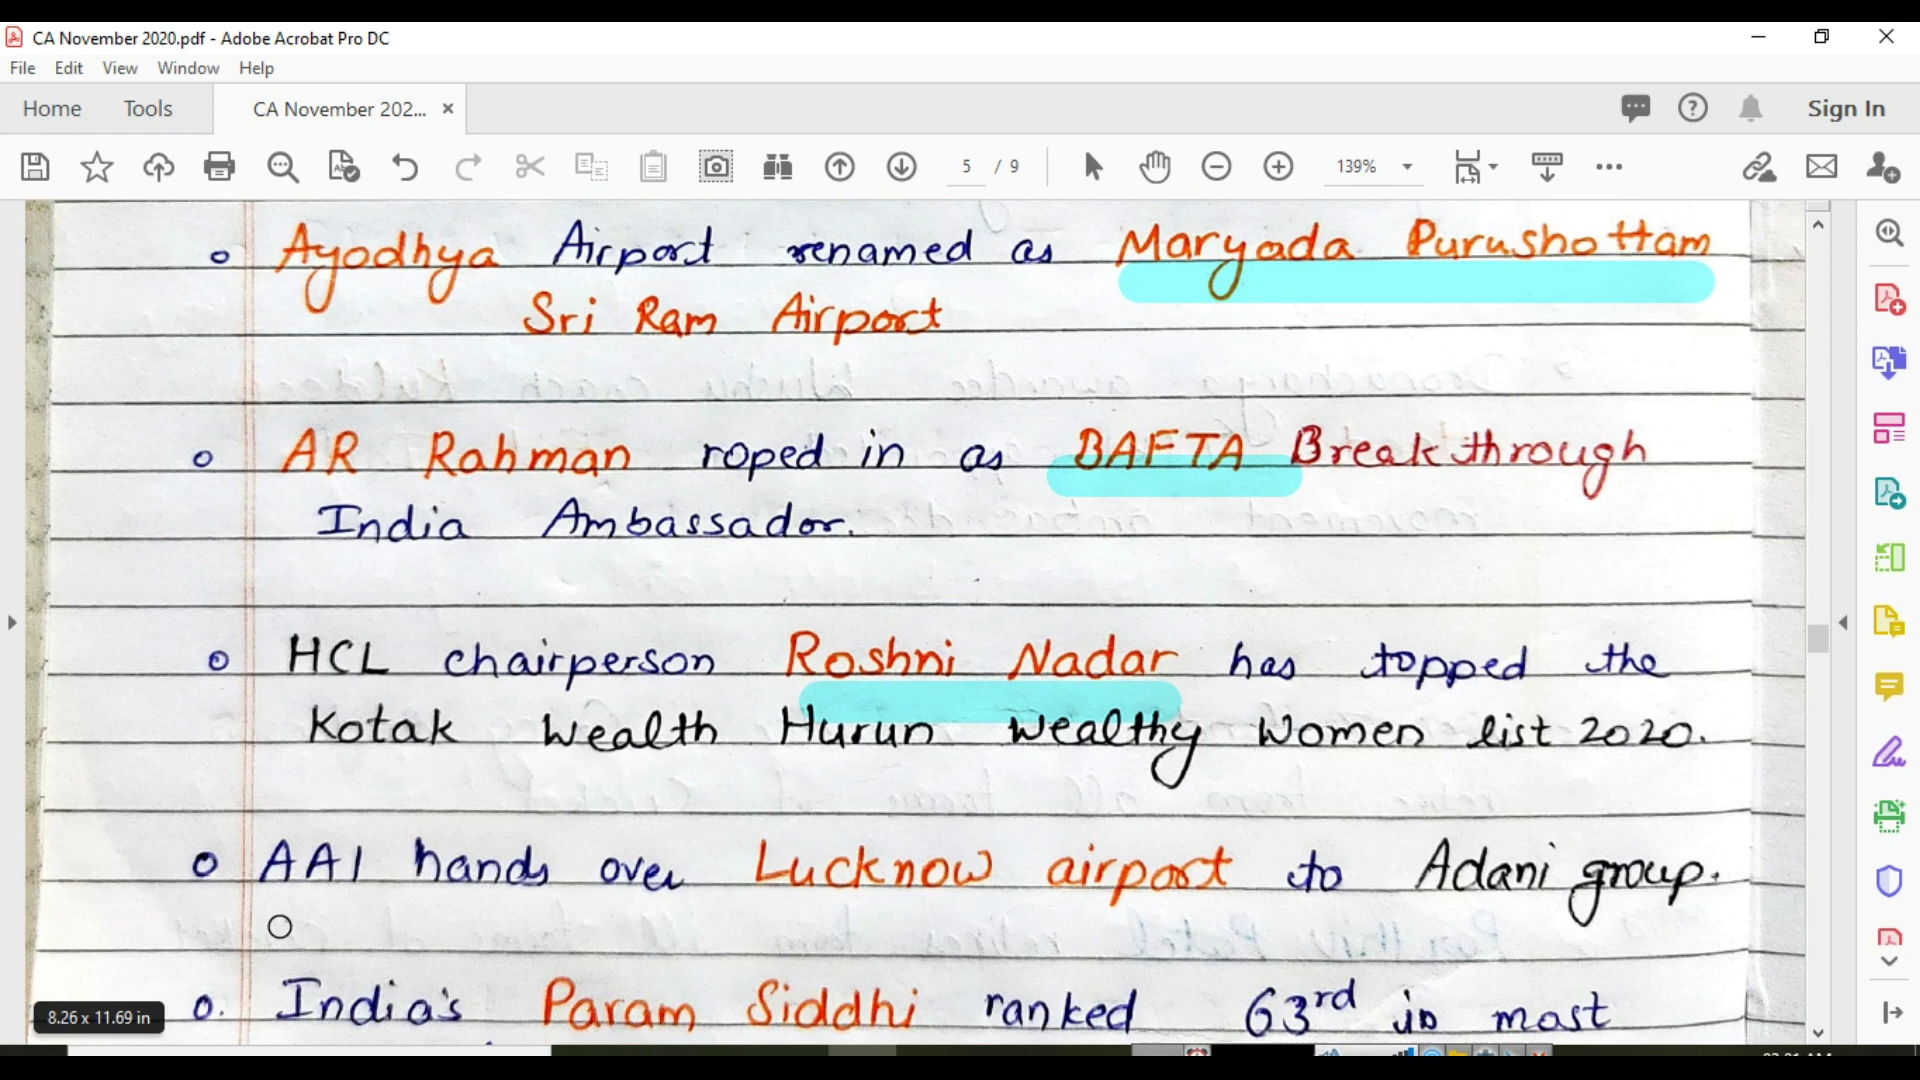 CA November 2020.pdf - Adobe Acrobat Pro DC
File Edit View Window Help
Home Tools CA November 202... × Sign In
5 / 9 139%
Ayodhya Airport renamed as Maryada Purushottam
Sri Ram Airport
AR Rahman roped in as BAFTA Breakthrough
India Ambassador.
HCL chairperson Roshni Nadar has topped the
Kotak Wealth Hurun Wealthy Women list 2020.
AAI hands over Lucknow airport to Adani group.
India's Param Siddhi ranked 63rd in most
8.26 x 11.69 in